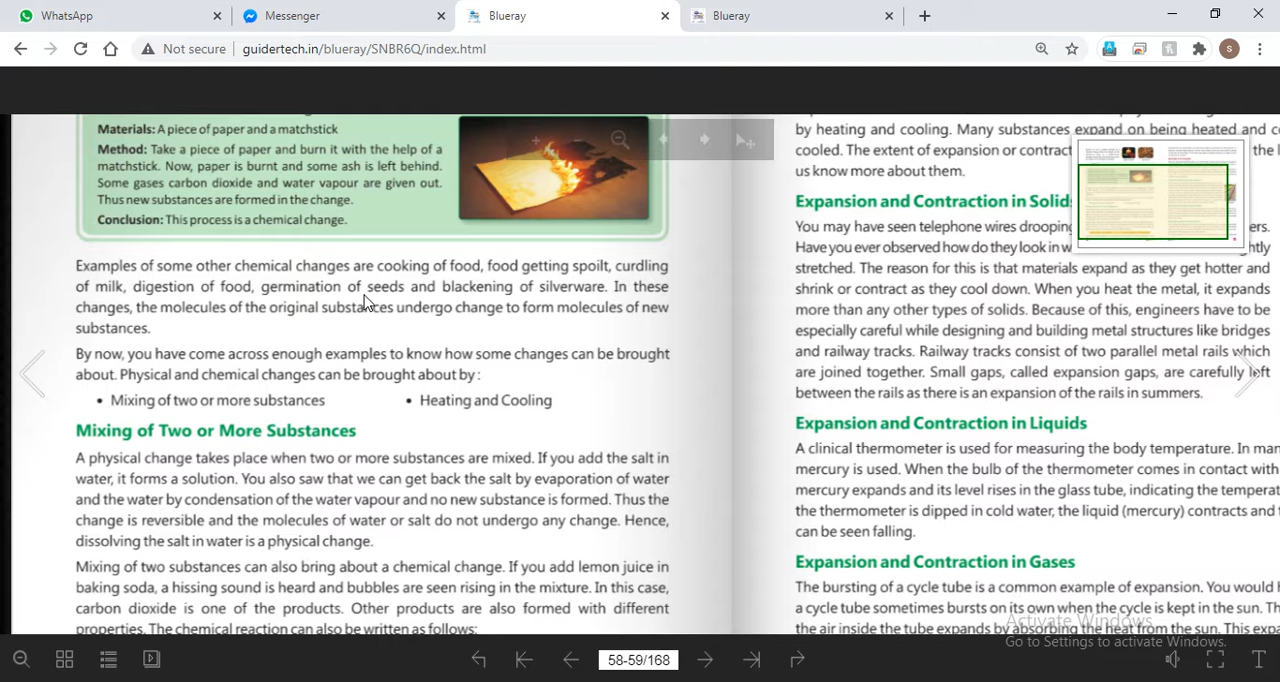 WhatsApp
Messenger
Blueray
Blueray
Not secure
guidertech.in/blueray/SNBR6Q/index.html
S
Materials: A piece of paper and a matchstick
Method: Take a piece of paper and burn it with the help of a
matchstick. Now, paper is burnt and some ash is left behind.
Some gases carbon dioxide and water vapour are given out.
Thus new substances are formed in the change.
Conclusion: This process is a chemical change.
Examples of some other chemical changes are cooking of food, food getting spoilt, curdling
of milk, digestion of food, germination of seeds and blackening of silverware. In these
changes, the molecules of the original substances undergo change to form molecules of new
substances.
By now, you have come across enough examples to know how some changes can be brought
about. Physical and chemical changes can be brought about by :
• Mixing of two or more substances
• Heating and Cooling
Mixing of Two or More Substances
A physical change takes place when two or more substances are mixed. If you add the salt in
water, it forms a solution. You also saw that we can get back the salt by evaporation of water
and the water by condensation of the water vapour and no new substance is formed. Thus the
change is reversible and the molecules of water or salt do not undergo any change. Hence,
dissolving the salt in water is a physical change.
Mixing of two substances can also bring about a chemical change. If you add lemon juice in
baking soda, a hissing sound is heard and bubbles are seen rising in the mixture. In this case,
carbon dioxide is one of the products. Other products are also formed with different
properties. The chemical reaction can also be written as follows:
by heating and cooling. Many substances expand on being heated and
cooled. The extent of expansion or the
us know more about them.
Expansion and Contraction in Solids
You may have seen telephone wires drooping
Have you ever observed how do they look in
stretched. The reason for this is that materials expand as they get hotter and
shrink or contract as they cool down. When you heat the metal, it expands
more than any other types of solids. Because of this, engineers have to be
especially careful while designing and building metal structures like bridges
and railway tracks. Railway tracks consist of two parallel metal rails which
are joined together. Small gaps, called expansion gaps, are carefully left
between the rails as there is an expansion of the rails in summers.
Expansion and Contraction in Liquids
A clinical thermometer is used for measuring the body temperature. In
mercury is used. When the bulb of the thermometer comes in contact with
mercury expands and its level rises in the glass tube, indicating the
the thermometer is dipped in cold water, the liquid (mercury) contracts and
can be seen falling.
Expansion and Contraction in Gases
The bursting of a cycle tube is a common example of expansion. You would
a cycle tube sometimes bursts on its own when the cycle is kept in the sun.
the air inside the tube expands by absorbing the heat from the sun. This
Activate Windows
Go to Settings to activate Windows.
58-59/168